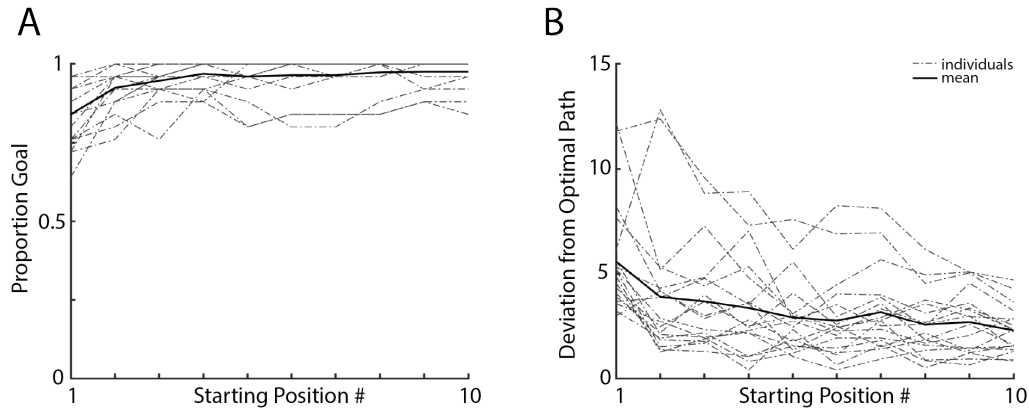 A
Proportion Goal
1
0.5
0
1
Starting Position #
10
B
Deviation from Optimal Path
15
10
5
0
individuals
mean
1
Starting Position #
10